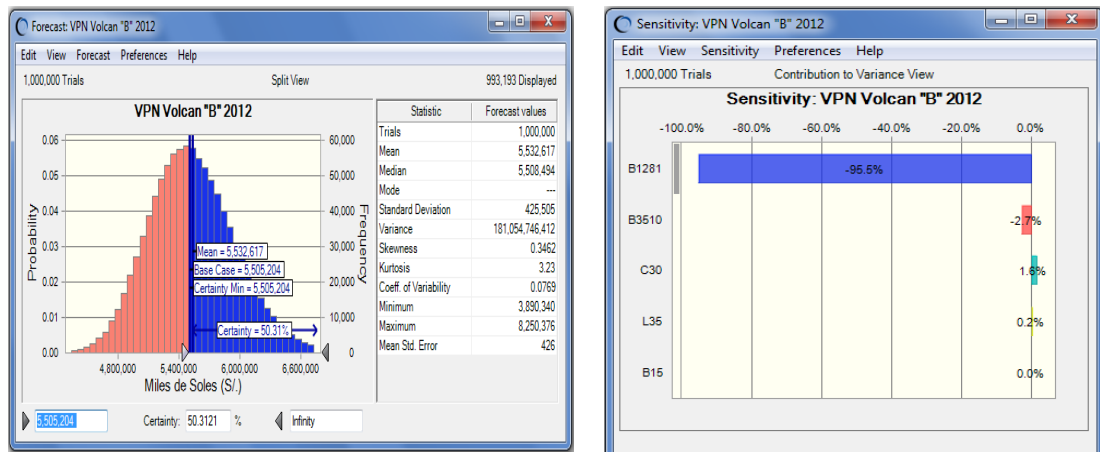 Forecast: VPN Volcan "B" 2012
Edit View Forecast Preferences Help
1,000,000 Trials Split View 993,193 Displayed
VPN Volcan "B" 2012
Probability
0.06
0.05
0.04
0.03
0.02
0.01
0.00
60,000
50,000
40,000
30,000
20,000
10,000
0
Frequency
Mean = 5,532,617
Base Case = 5,505,204
Certainty Min = 5,505,204
Certainty = 50.31%
4,800,000 5,400,000 6,000,000 6,600,000
Miles de Soles (S/.)
Statistic Forecast values
Trials 1,000,000
Mean 5,532,617
Median 5,508,494
Mode ---
Standard Deviation 425,505
Variance 181,054,746,412
Skewness 0.3462
Kurtosis 3.23
Coeff. of Variability 0.0769
Minimum 3,890,340
Maximum 8,250,376
Mean Std. Error 426
5,505,204 Certainty: 50.3121 % Infinity
Sensitivity: VPN Volcan "B" 2012
Edit View Sensitivity Preferences Help
1,000,000 Trials Contribution to Variance View
Sensitivity: VPN Volcan "B" 2012
-100.0% -80.0% -60.0% -40.0% -20.0% 0.0%
B1281 -95.5%
B3510 -2.7%
C30 1.6%
L35 0.2%
B15 0.0%